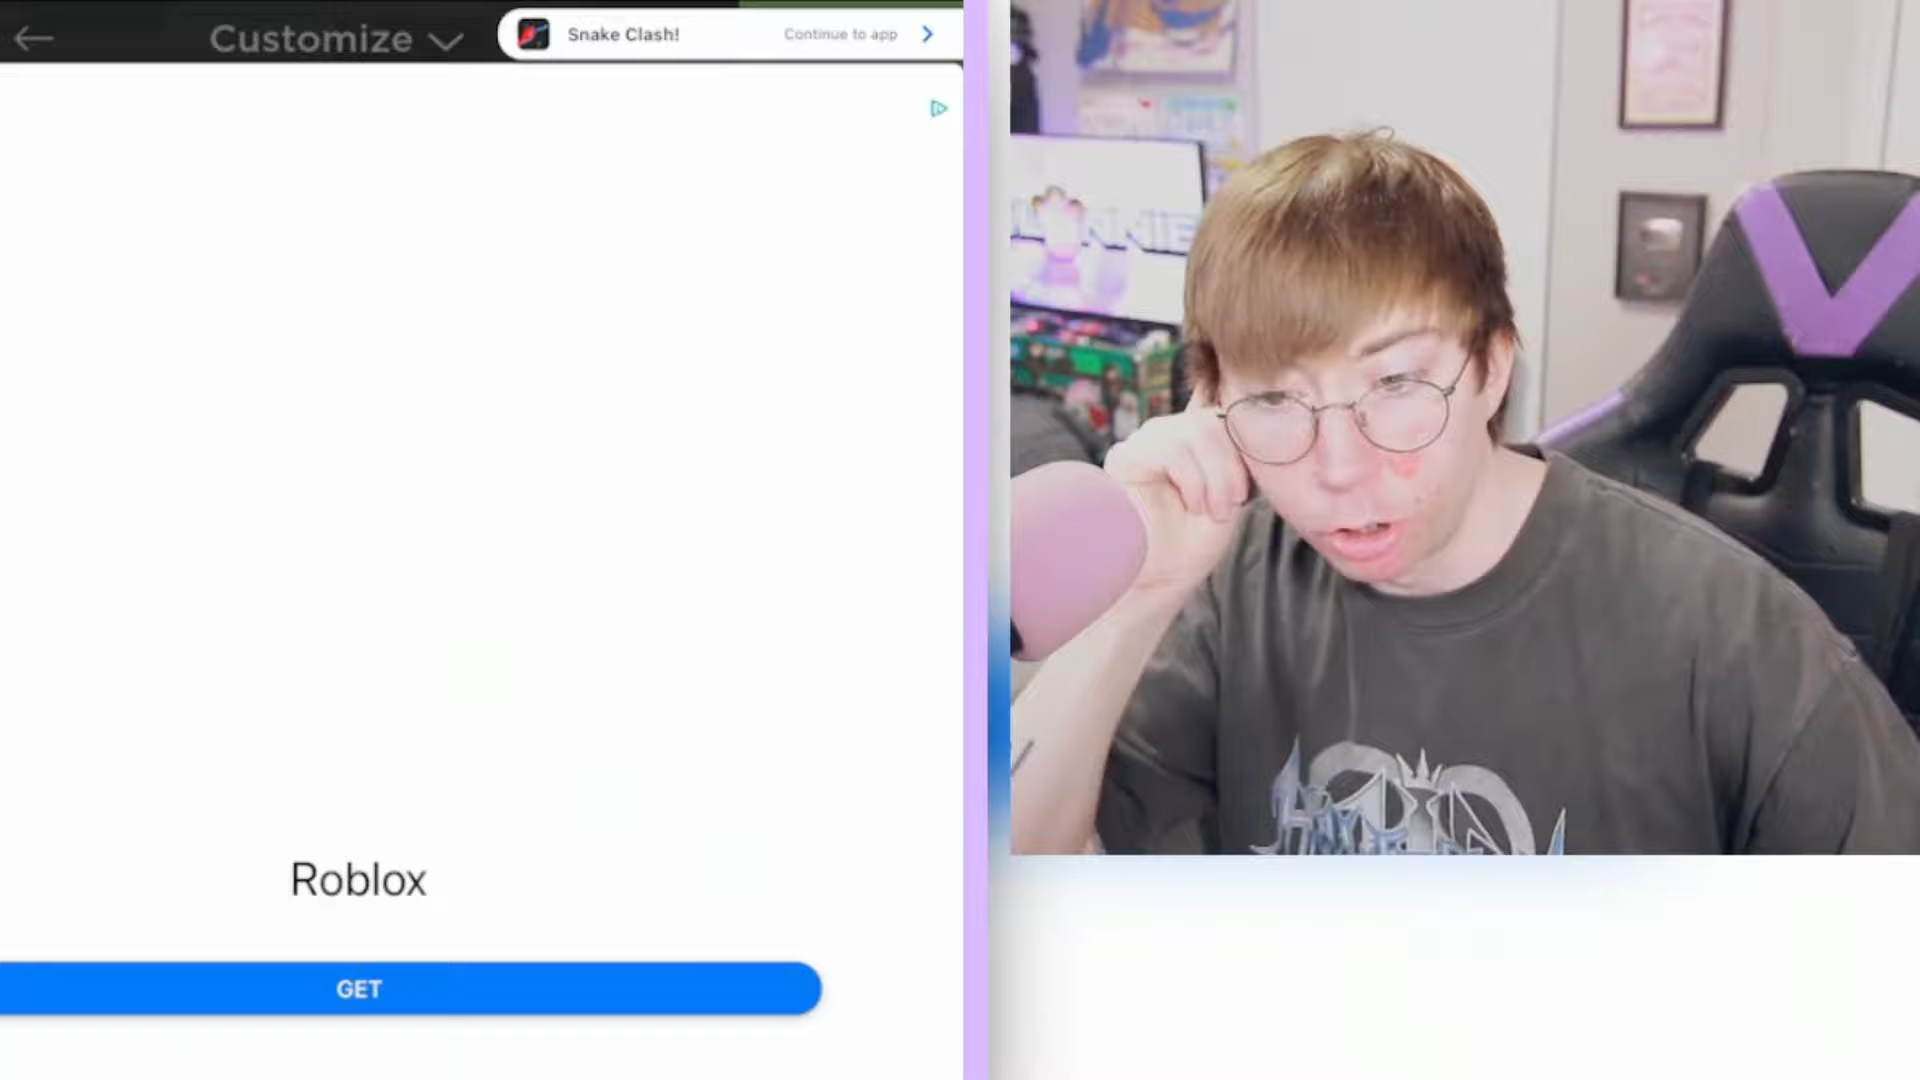 Customize
Snake Clash!
Continue to app
Roblox
GET